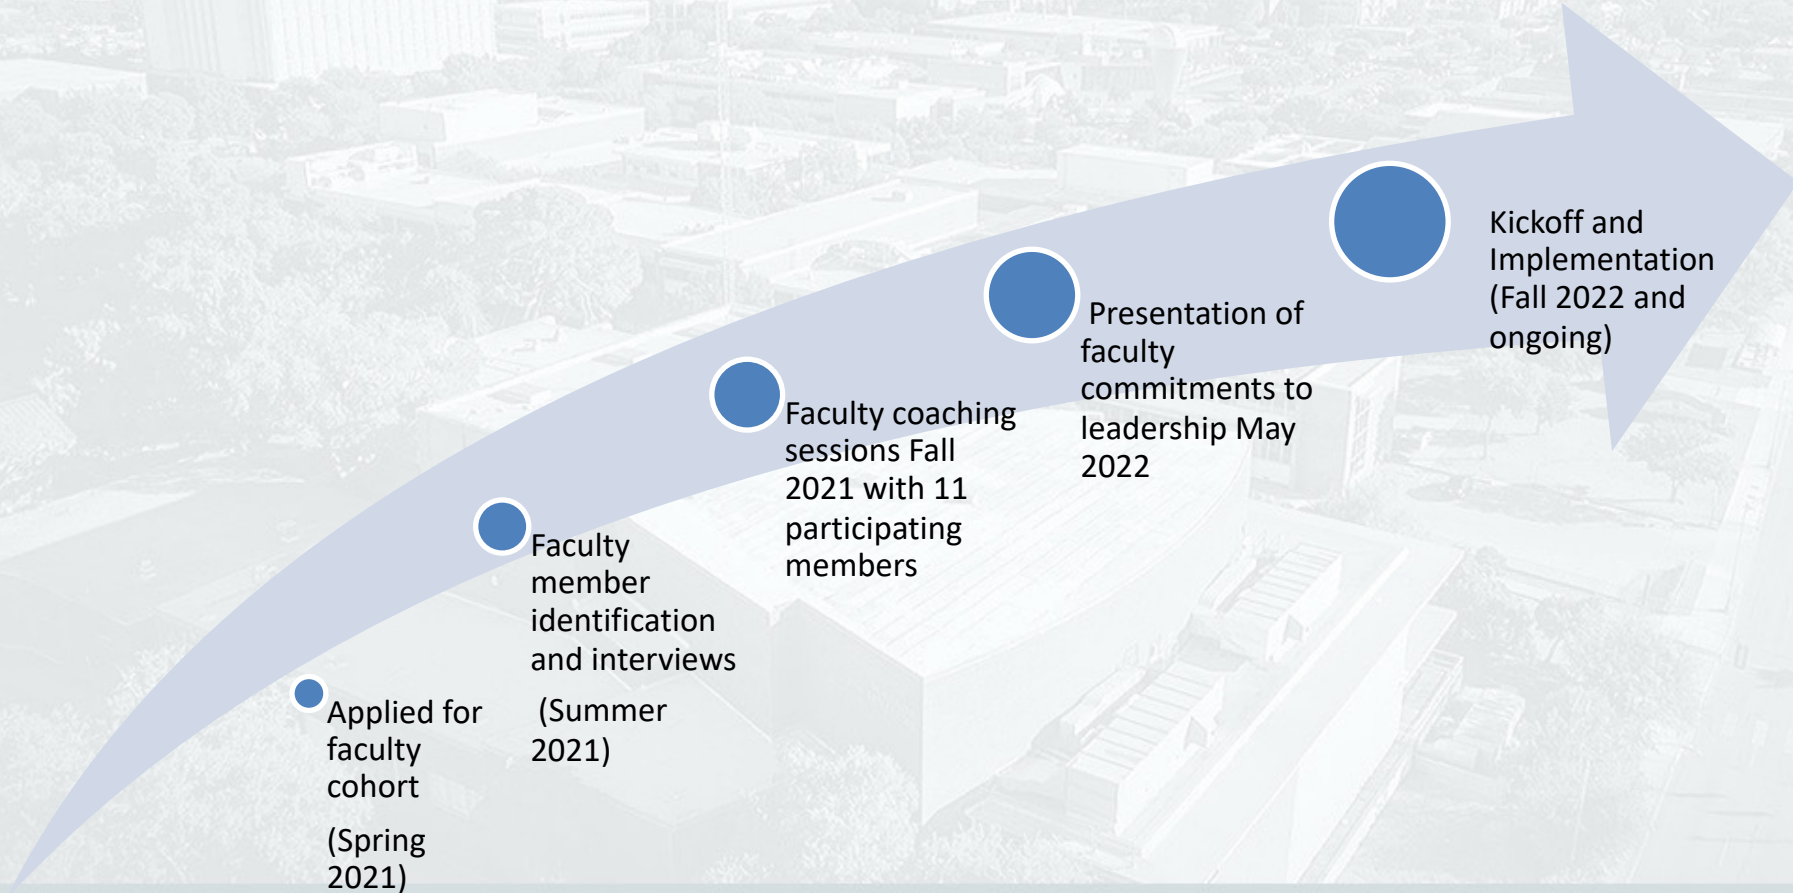 Applied for
faculty
cohort
(Spring
2021)
Faculty
member
identification
and interviews
(Summer
2021)
Faculty coaching
sessions Fall
2021 with 11
participating
members
Presentation of
faculty
commitments to
leadership May
2022
Kickoff and
Implementation
(Fall 2022 and
ongoing)